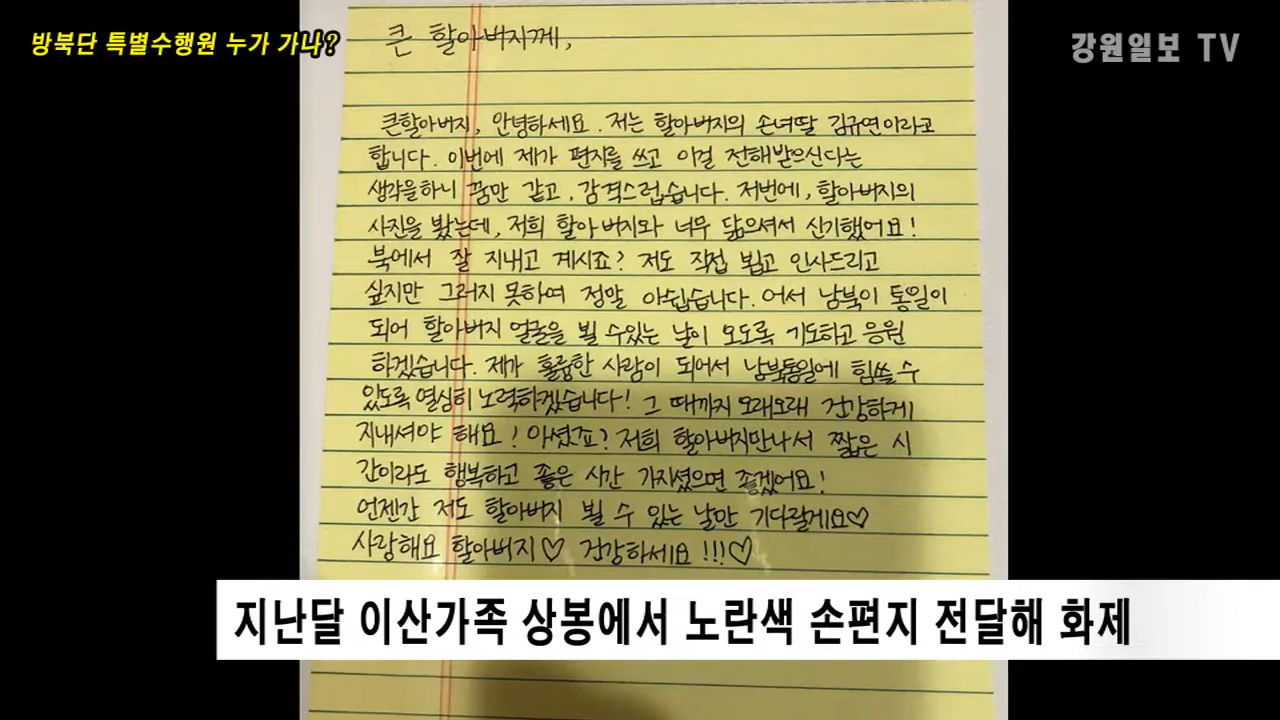 방북단 특별수행원 누가 가나?
강원일보 TV
큰 할아버지께,
큰할아버지, 안녕하세요. 저는 할아버지의 손녀딸 김규연이라고
합니다. 이번에 제가 편지를 쓰고 이걸 전해받으신다는
생각을하니 꿈만 같고, 감격스럽습니다. 저번에, 할아버지의
사진을 봤는데, 저희 할아버지와 너무 닮으셔서 신기했어요!
북에서 잘 지내고 계시죠? 저도 직접 뵙고 인사드리고
싶지만 그러지 못하여 정말 아쉽습니다. 어서 남북이 통일이
되어 할아버지 얼굴을 뵐 수있는 날이 오도록 기도하고 응원
하겠습니다. 제가 훌륭한 사람이 되어서 남북통일에 힘쓸 수
있도록 열심히 노력하겠습니다! 그 때까지 오래오래 건강하게
지내셔야 해요! 아셨죠? 저희 할아버지만나서 짧은 시
간이라도 행복하고 좋은 시간 가지셨으면 좋겠어요!
언젠간 저도 할아버지 뵐 수 있는 날만 기다릴게요♡
사랑해요 할아버지♡ 건강하세요!!!♡
지난달 이산가족 상봉에서 노란색 손편지 전달해 화제